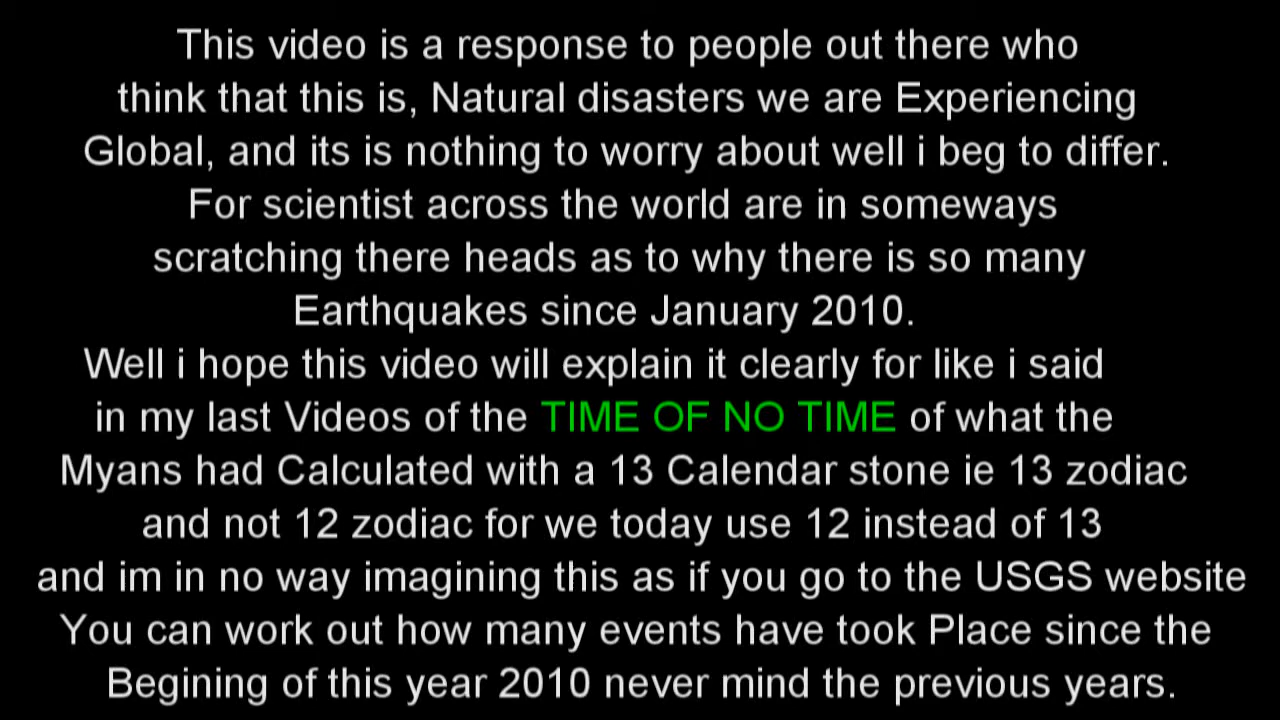 This video is a response to people out there who
think that this is, Natural disasters we are Experiencing
Global, and its is nothing to worry about well i beg to differ.
For scientist across the world are in someways
scratching there heads as to why there is so many
Earthquakes since January 2010.
Well i hope this video will explain it clearly for like i said
in my last Videos of the TIME OF NO TIME of what the
Myans had Calculated with a 13 Calendar stone ie 13 zodiac
and not 12 zodiac for we today use 12 instead of 13
and im in no way imagining this as if you go to the USGS website
You can work out how many events have took Place since the
Begining of this year 2010 never mind the previous years.